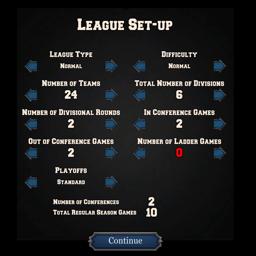 League Set-up
League Type Difficulty
Normal Normal
Number of Teams Total Number of Divisions
24 6
Number of Divisional Rounds In Conference Games
2 2
Out of Conference Games Number of Ladder Games
2 0
Playoffs
Standard
Number of Conferences 2
Total Regular Season Games 10
Continue